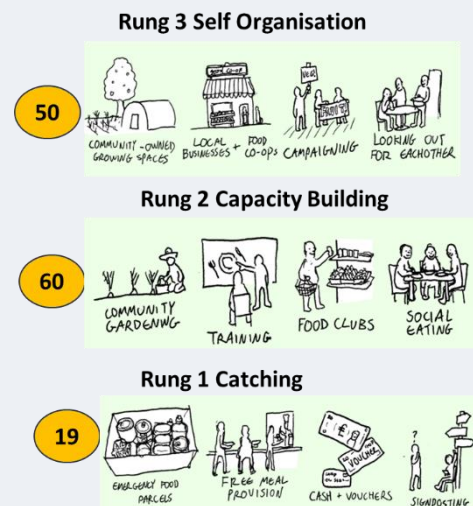 Rung 3 Self Organisation
50
COMMUNITY-OWNED
GROWING SPACES
LOCAL
BUSINESSES + FOOD
CO-OPS
CAMPAIGNING
LOOKING OUT
FOR EACHOTHER
Rung 2 Capacity Building
60
COMMUNITY
GARDENING
TRAINING
FOOD CLUBS
SOCIAL
EATING
Rung 1 Catching
19
EMERGENCY FOOD
PARCELS
FREE MEAL
PROVISION
£
VOUCHER
CASH + VOUCHERS
?
SIGNPOSTING